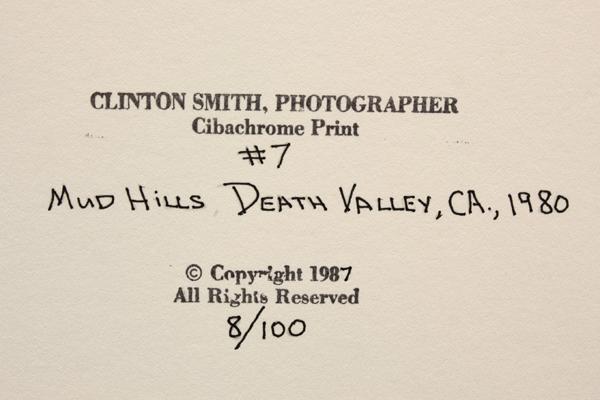 CLINTON SMITH, PHOTOGRAPHER
Cibachrome Print
#7
MUD HILLS DEATH VALLEY, CA., 1980
© Copyright 1987
All Rights Reserved
8/100